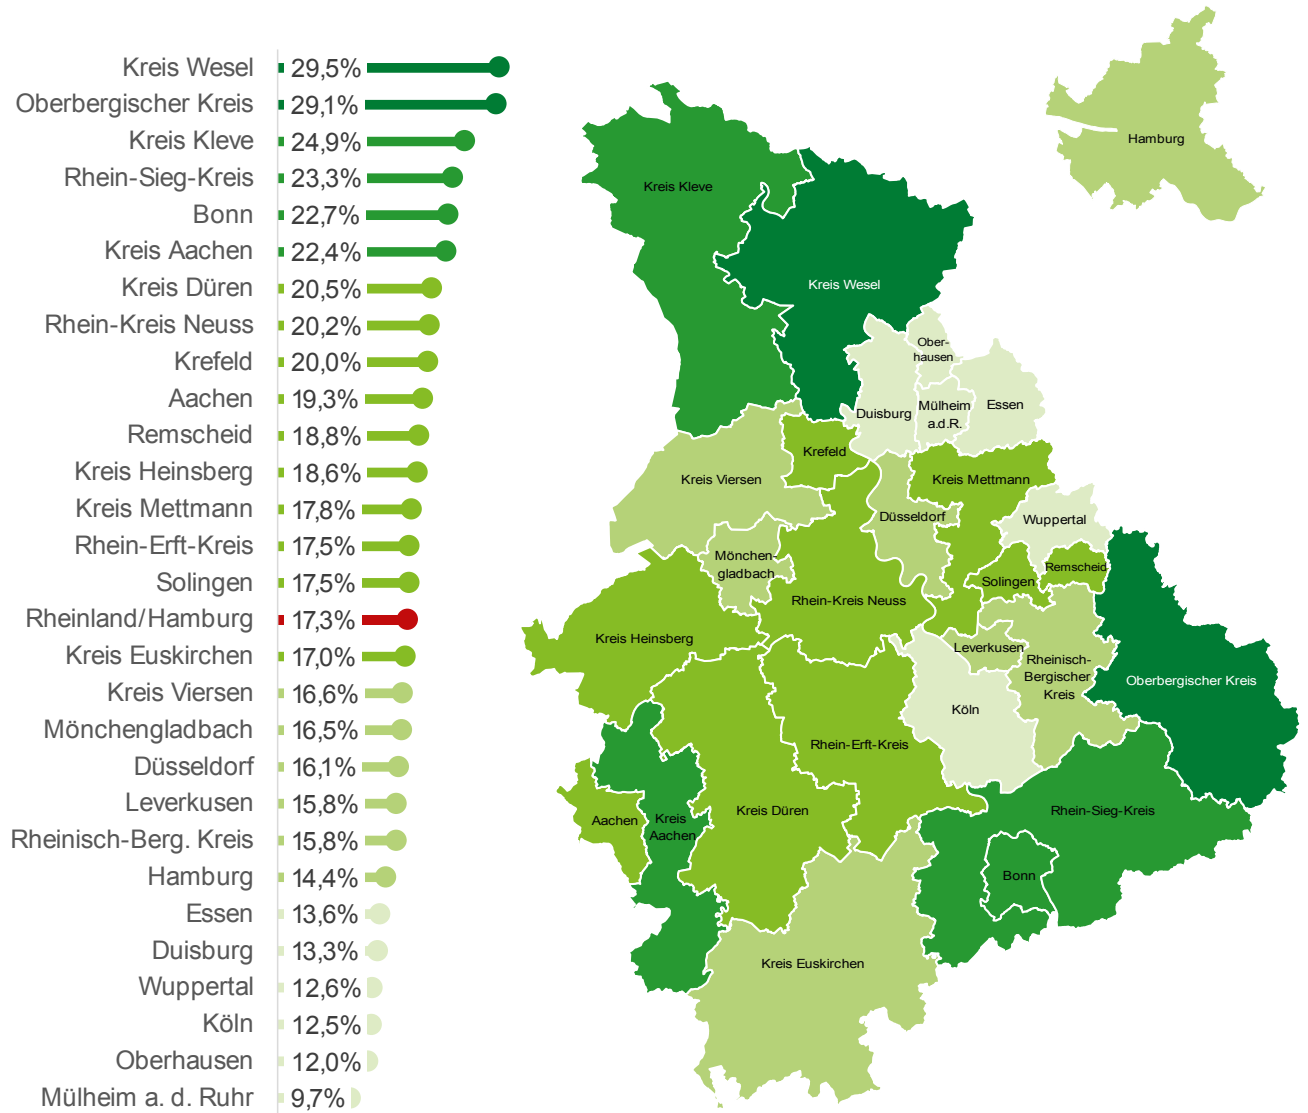 Kreis Wesel 29,5%
Oberbergischer Kreis 29,1%
Kreis Kleve 24,9%
Rhein-Sieg-Kreis 23,3%
Bonn 22,7%
Kreis Aachen 22,4%
Kreis Düren 20,5%
Rhein-Kreis Neuss 20,2%
Krefeld 20,0%
Aachen 19,3%
Remscheid 18,8%
Kreis Heinsberg 18,6%
Kreis Mettmann 17,8%
Rhein-Erft-Kreis 17,5%
Solingen 17,5%
Rheinland/Hamburg 17,3%
Kreis Euskirchen 17,0%
Kreis Viersen 16,6%
Mönchengladbach 16,5%
Düsseldorf 16,1%
Leverkusen 15,8%
Rheinisch-Berg. Kreis 15,8%
Hamburg 14,4%
Essen 13,6%
Duisburg 13,3%
Wuppertal 12,6%
Köln 12,5%
Oberhausen 12,0%
Mülheim a. d. Ruhr 9,7%
Hamburg
Kreis Kleve
Kreis Wesel
Ober-
hausen
Duisburg
Mülheim
a.d.R.
Essen
Krefeld
Kreis Viersen
Kreis Mettmann
Düsseldorf
Wuppertal
Mönchen-
gladbach
Solingen
Remscheid
Rhein-Kreis Neuss
Kreis Heinsberg
Leverkusen
Rheinisch-
Bergischer
Kreis
Oberbergischer Kreis
Köln
Rhein-Erft-Kreis
Kreis Düren
Rhein-Sieg-Kreis
Aachen
Kreis
Aachen
Bonn
Kreis Euskirchen